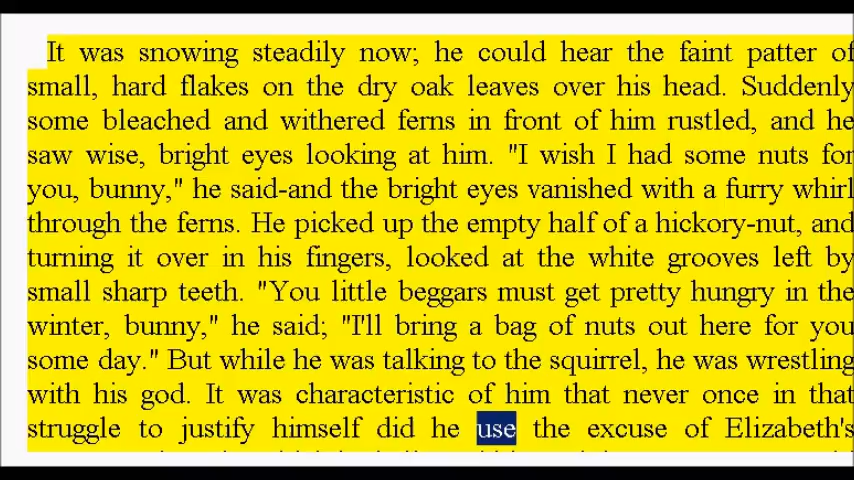 It was snowing steadily now; he could hear the faint patter of
small, hard flakes on the dry oak leaves over his head. Suddenly
some bleached and withered ferns in front of him rustled, and he
saw wise, bright eyes looking at him. "I wish I had some nuts for
you, bunny," he said-and the bright eyes vanished with a furry whirl
through the ferns. He picked up the empty half of a hickory-nut, and
turning it over in his fingers, looked at the white grooves left by
small sharp teeth. "You little beggars must get pretty hungry in the
winter, bunny," he said; "I'll bring a bag of nuts out here for you
some day." But while he was talking to the squirrel, he was wrestling
with his god. It was characteristic of him that never once in that
struggle to justify himself did he use the excuse of Elizabeth's